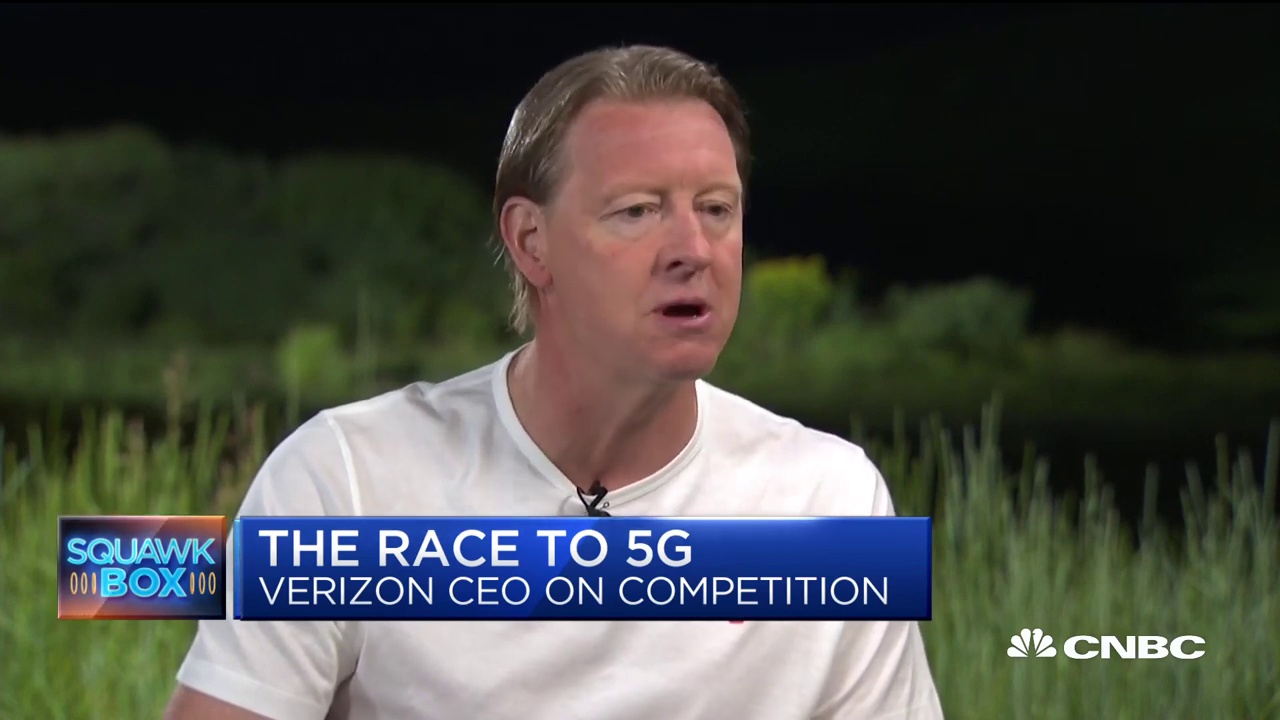 SQUAWK
BOX
THE RACE TO 5G
VERIZON CEO ON COMPETITION
CNBC